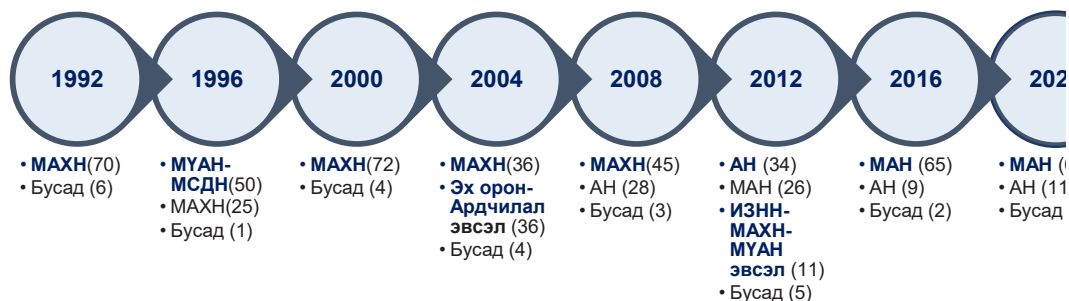 1992
1996
2000
2004
2008
2012
2016
202
• МАХН(70)
• Бусад (6)
• МҮАН-
МСДН(50)
• МАХН(25)
• Бусад (1)
• МАХН(72)
• Бусад (4)
• МАХН(36)
• Эх орон-
Ардчилал
эвсэл (36)
• Бусад (4)
• МАХН(45)
• АН (28)
• Бусад (3)
• АН (34)
• МАН (26)
• ИЗНН-
МАХН-
МҮАН
эвсэл (11)
• Бусад (5)
• МАН (65)
• АН (9)
• Бусад (2)
• МАН (
• АН (11
• Бусад